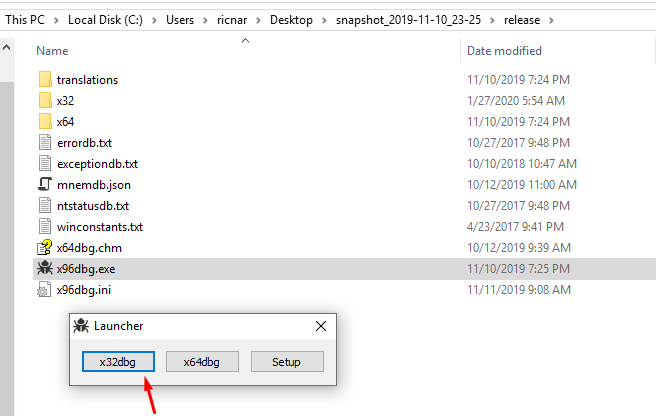 This PC > Local Disk (C:) > Users > ricnar > Desktop > snapshot_2019-11-10_23-25 > release >
Name Date modified
translations 11/10/2019 7:24 PM
x32 1/27/2020 5:54 AM
x64 11/10/2019 7:24 PM
errordb.txt 10/27/2017 9:48 PM
exceptiondb.txt 10/10/2018 10:47 AM
mnemdb.json 10/12/2019 11:00 AM
ntstatusdb.txt 10/27/2017 9:48 PM
winconstants.txt 4/23/2017 9:41 PM
x64dbg.chm 10/12/2019 9:39 AM
x96dbg.exe 11/10/2019 7:25 PM
x96dbg.ini 11/11/2019 9:08 AM
Launcher
x32dbg x64dbg Setup